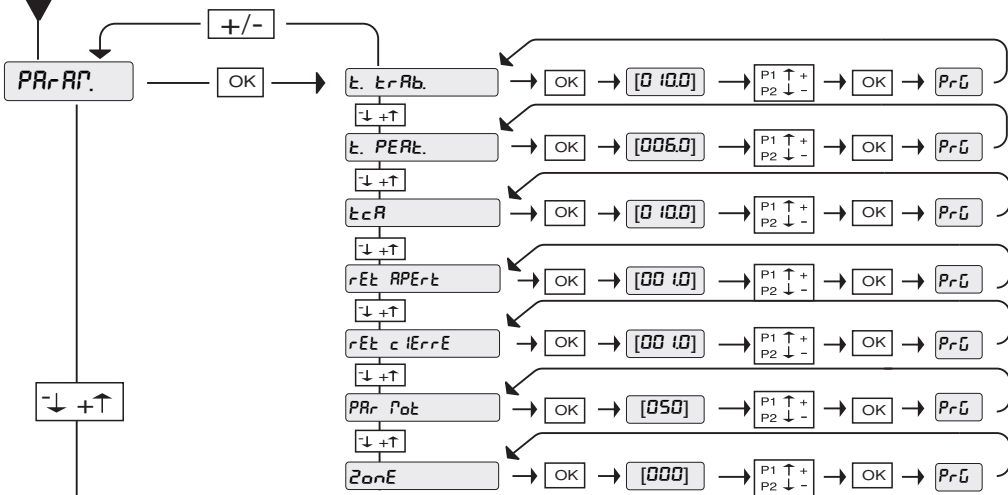 +/-
PArAM. OK t. trAb. OK [010.0] P1 ↑ + P2 ↓ - OK PrG
-↓ +↑
t. PEAt. OK [006.0] P1 ↑ + P2 ↓ - OK PrG
-↓ +↑
tcA OK [010.0] P1 ↑ + P2 ↓ - OK PrG
-↓ +↑
rEt APErt OK [001.0] P1 ↑ + P2 ↓ - OK PrG
-↓ +↑
rEt cIErrE OK [001.0] P1 ↑ + P2 ↓ - OK PrG
-↓ +↑
-↓ +↑
PAr Mot OK [050] P1 ↑ + P2 ↓ - OK PrG
-↓ +↑
ZonE OK [000] P1 ↑ + P2 ↓ - OK PrG